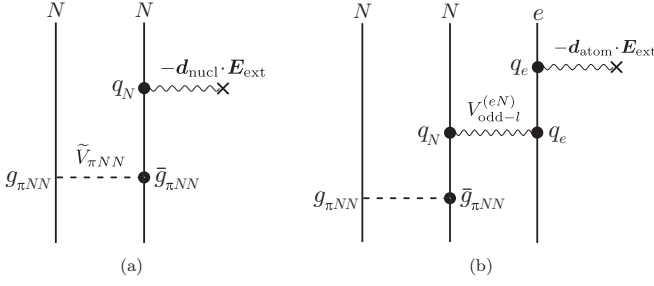 N N
−d_nucl·E_ext
q_N
Ṽ_πNN
g_πNN ḡ_πNN
(a)
N N e
−d_atom·E_ext
q_e
V_odd−l^(eN)
q_N q_e
g_πNN ḡ_πNN
(b)